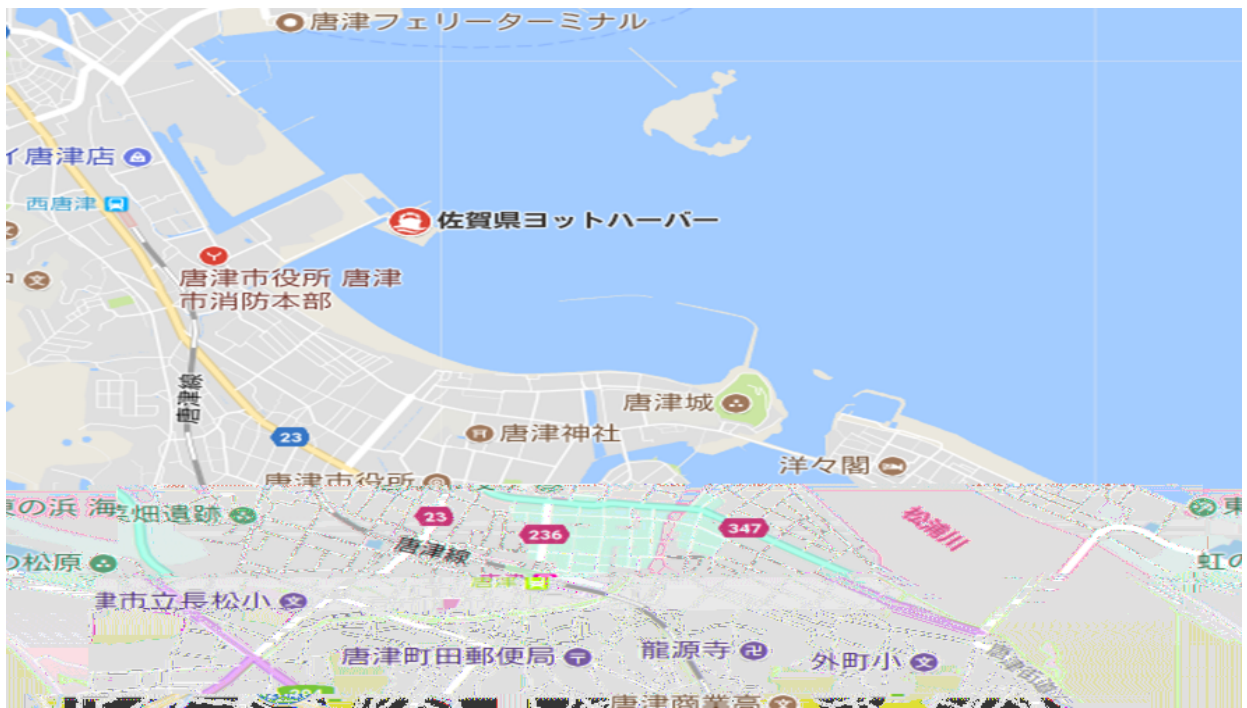 唐津フェリーターミナル
イ唐津店
西唐津
佐賀県ヨットハーバー
唐津市役所 唐津
市消防本部
唐津線
唐津城
23
唐津神社
洋々閣
唐津市役所
の浜 海
畑遺跡
23
236
347
松浦川
東
唐津線
の松原
虹の
唐津
津市立長松小
唐津町田郵便局
龍源寺
外町小
唐津商業高